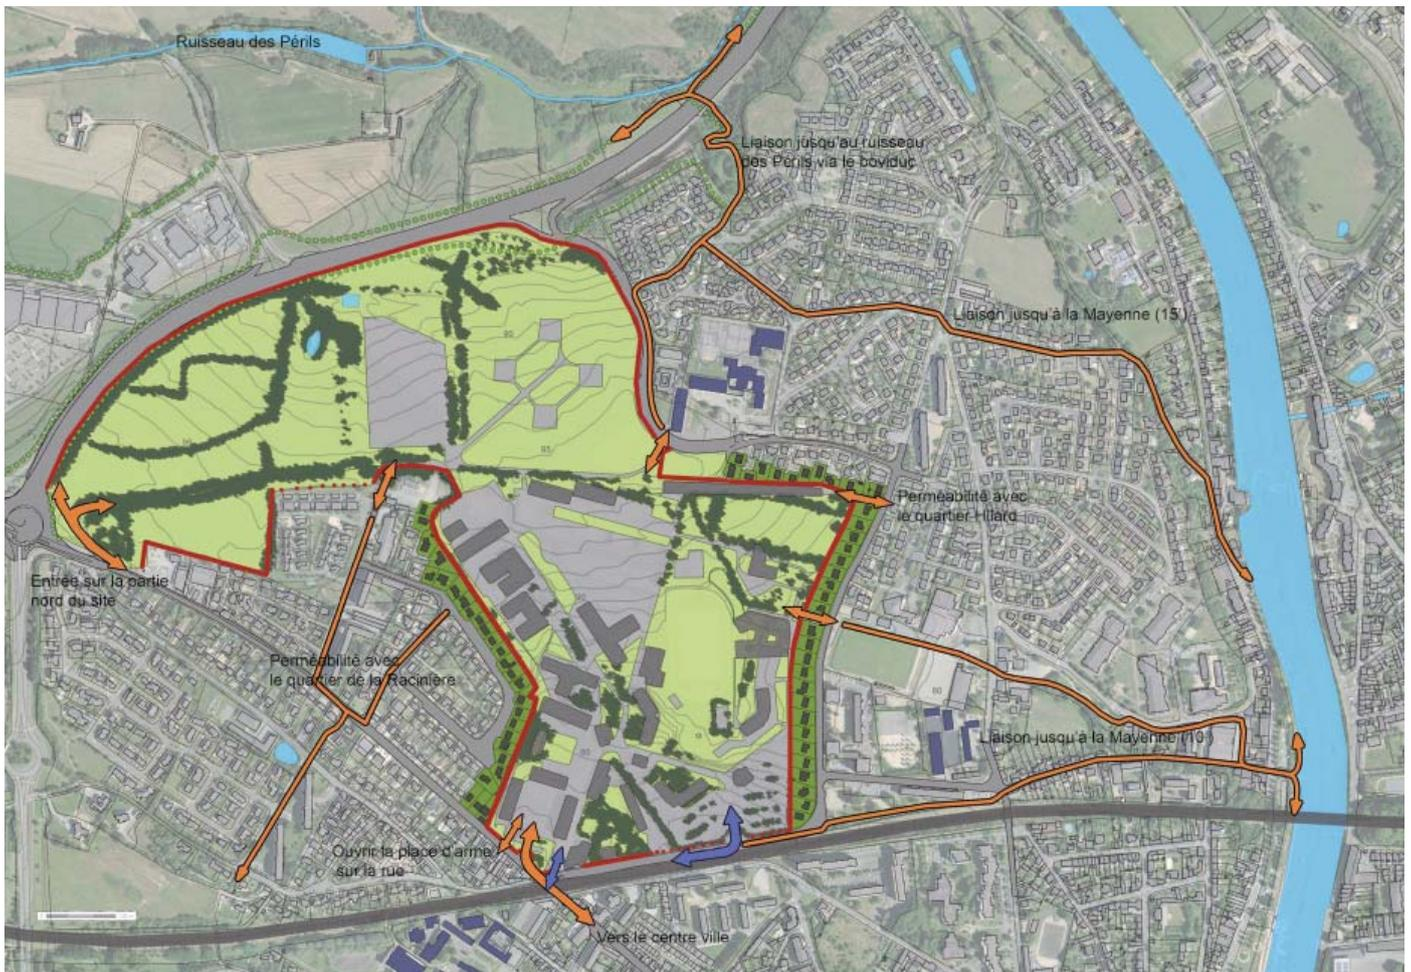 Ruisseau des Périls
Liaison jusqu'au ruisseau
des Périls via le boviduc
Liaison jusqu'à la Mayenne (15')
Perméabilité avec
le quartier Hilard
Entrée sur la partie
nord du site
Perméabilité avec
le quartier de la Racinière
Liaison jusqu'à la Mayenne (10')
Ouvrir la place d'arme
sur la rue
Vers le centre ville